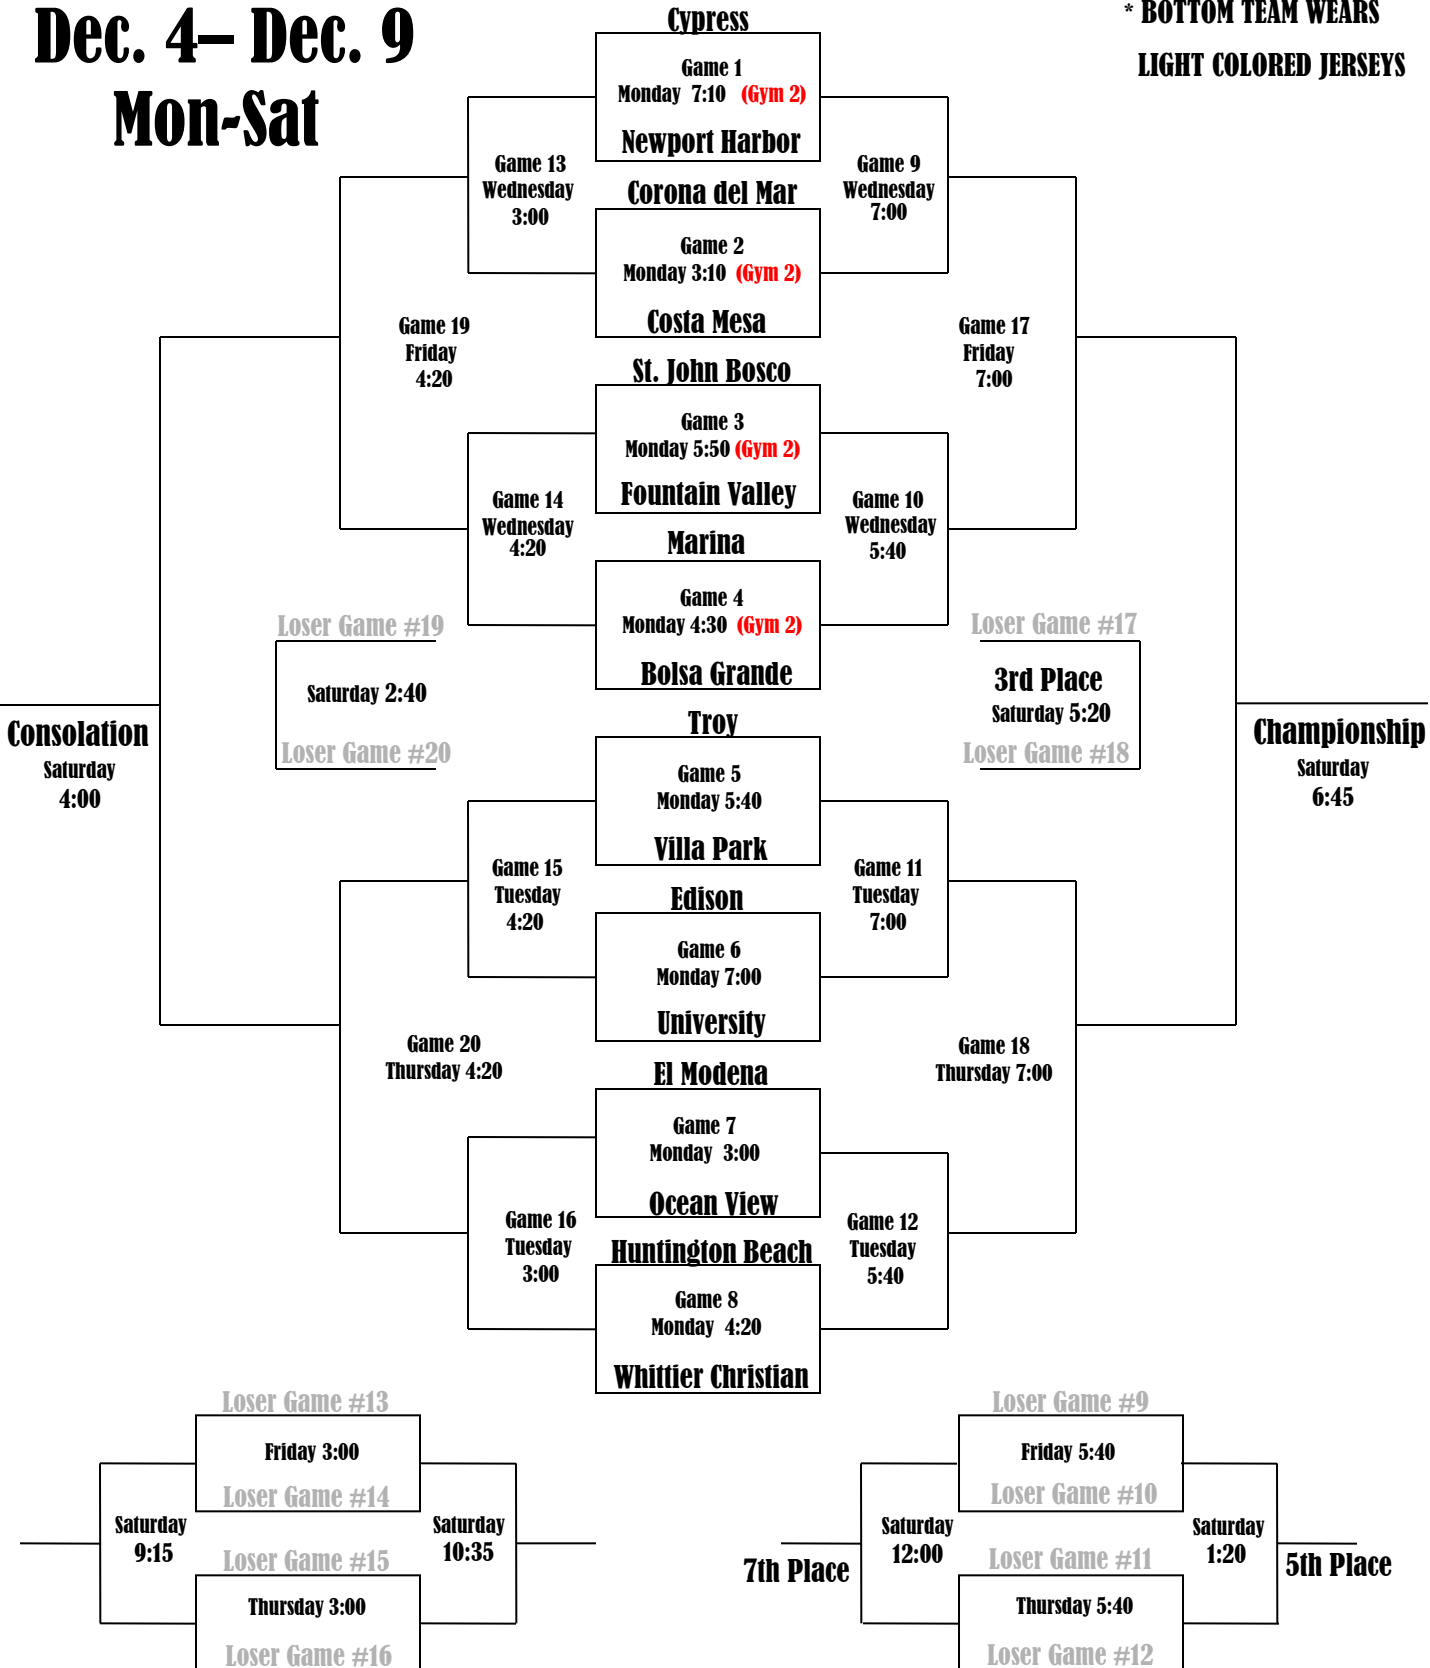 Dec. 4– Dec. 9
Mon-Sat
* BOTTOM TEAM WEARS
LIGHT COLORED JERSEYS
Cypress
Game 1
Monday 7:10 (Gym 2)
Newport Harbor
Game 13
Wednesday
3:00
Game 9
Wednesday
7:00
Corona del Mar
Game 2
Monday 3:10 (Gym 2)
Costa Mesa
Game 19
Friday
4:20
Game 17
Friday
7:00
St. John Bosco
Game 3
Monday 5:50 (Gym 2)
Fountain Valley
Game 14
Wednesday
4:20
Game 10
Wednesday
5:40
Marina
Game 4
Monday 4:30 (Gym 2)
Bolsa Grande
Loser Game #19
Saturday 2:40
Loser Game #20
Loser Game #17
3rd Place
Saturday 5:20
Loser Game #18
Consolation
Saturday
4:00
Championship
Saturday
6:45
Troy
Game 5
Monday 5:40
Villa Park
Game 15
Tuesday
4:20
Game 11
Tuesday
7:00
Edison
Game 6
Monday 7:00
University
Game 20
Thursday 4:20
Game 18
Thursday 7:00
El Modena
Game 7
Monday 3:00
Ocean View
Game 16
Tuesday
3:00
Game 12
Tuesday
5:40
Huntington Beach
Game 8
Monday 4:20
Whittier Christian
Loser Game #13
Friday 3:00
Loser Game #14
Saturday
9:15
Saturday
10:35
Loser Game #15
Thursday 3:00
Loser Game #16
Loser Game #9
Friday 5:40
Loser Game #10
Saturday
12:00
Saturday
1:20
7th Place
5th Place
Loser Game #11
Thursday 5:40
Loser Game #12